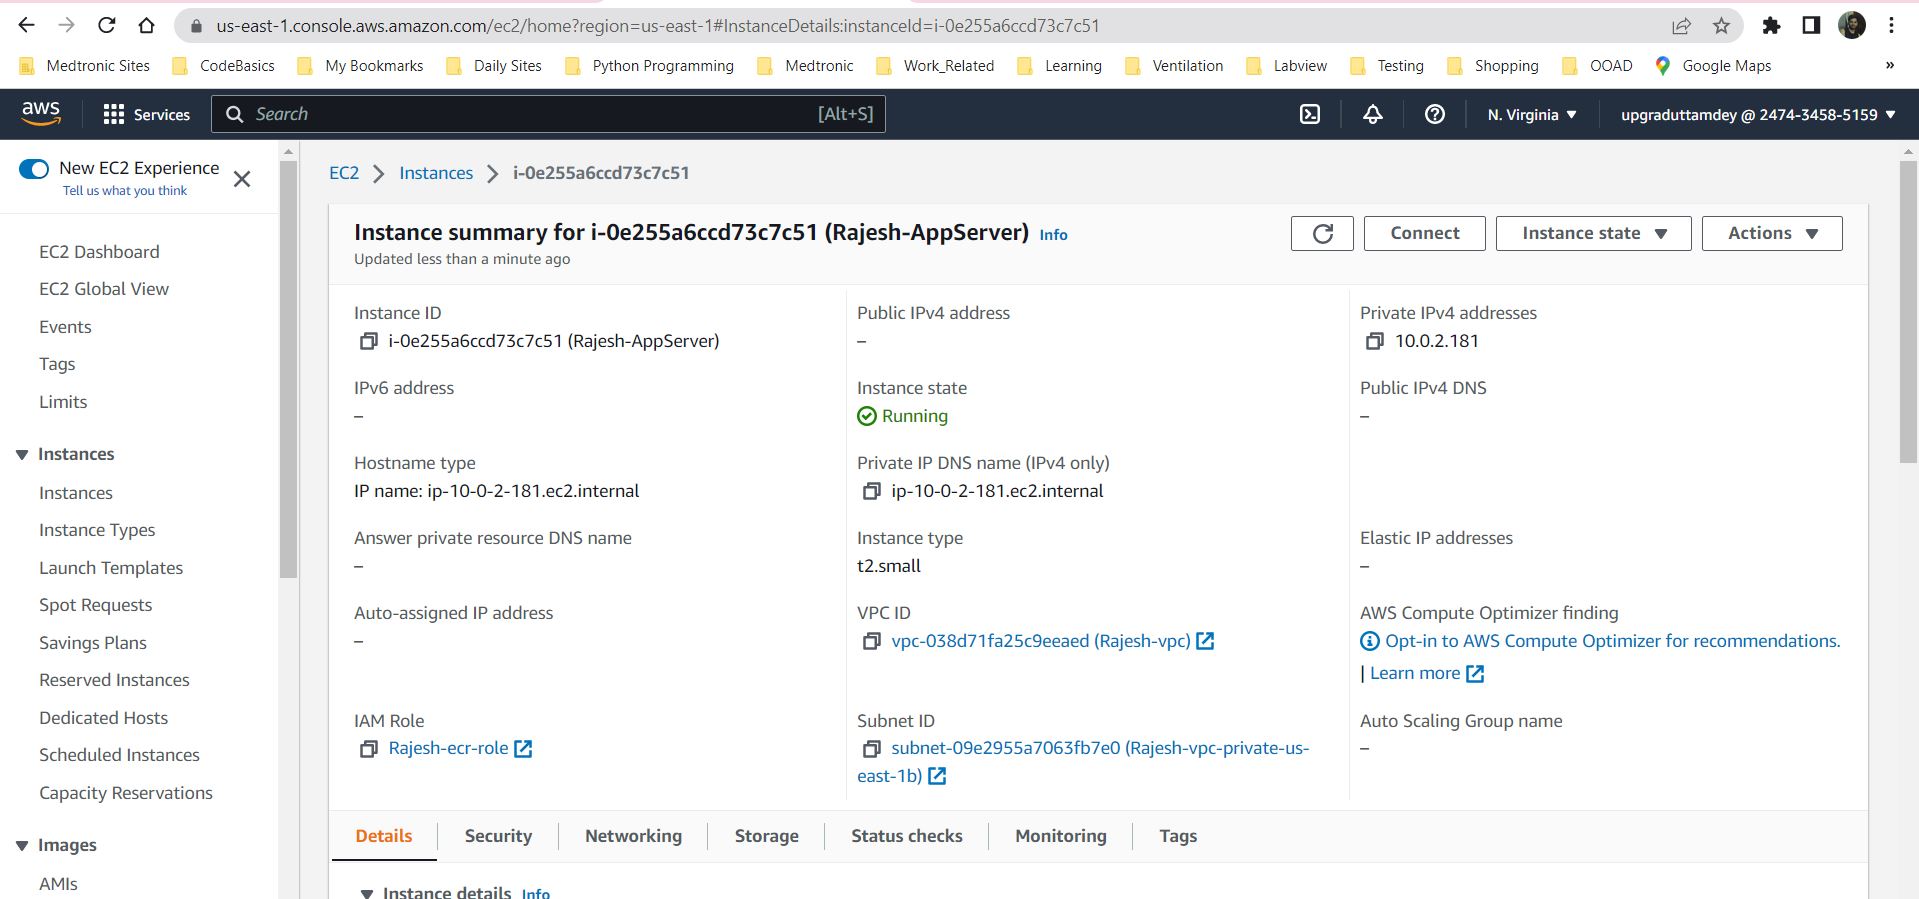 us-east-1.console.aws.amazon.com/ec2/home?region=us-east-1#InstanceDetails:instanceId=i-0e255a6ccd73c7c51
Medtronic Sites CodeBasics My Bookmarks Daily Sites Python Programming Medtronic Work_Related Learning Ventilation Labview Testing Shopping OOAD Google Maps »
aws Services Search [Alt+S] N. Virginia upgraduttamdey @ 2474-3458-5159
New EC2 Experience
Tell us what you think
EC2 Dashboard
EC2 Global View
Events
Tags
Limits
Instances
Instances
Instance Types
Launch Templates
Spot Requests
Savings Plans
Reserved Instances
Dedicated Hosts
Scheduled Instances
Capacity Reservations
Images
AMIs
EC2 Instances i-0e255a6ccd73c7c51
Instance summary for i-0e255a6ccd73c7c51 (Rajesh-AppServer) Info
Updated less than a minute ago
Connect Instance state Actions
Instance ID
i-0e255a6ccd73c7c51 (Rajesh-AppServer)
Public IPv4 address
–
Private IPv4 addresses
10.0.2.181
IPv6 address
–
Instance state
Running
Public IPv4 DNS
–
Hostname type
IP name: ip-10-0-2-181.ec2.internal
Private IP DNS name (IPv4 only)
ip-10-0-2-181.ec2.internal
Answer private resource DNS name
–
Instance type
t2.small
Elastic IP addresses
–
Auto-assigned IP address
–
VPC ID
vpc-038d71fa25c9eeaed (Rajesh-vpc)
AWS Compute Optimizer finding
Opt-in to AWS Compute Optimizer for recommendations.
| Learn more
IAM Role
Rajesh-ecr-role
Subnet ID
subnet-09e2955a7063fb7e0 (Rajesh-vpc-private-us-
east-1b)
Auto Scaling Group name
–
Details Security Networking Storage Status checks Monitoring Tags
Instance details Info